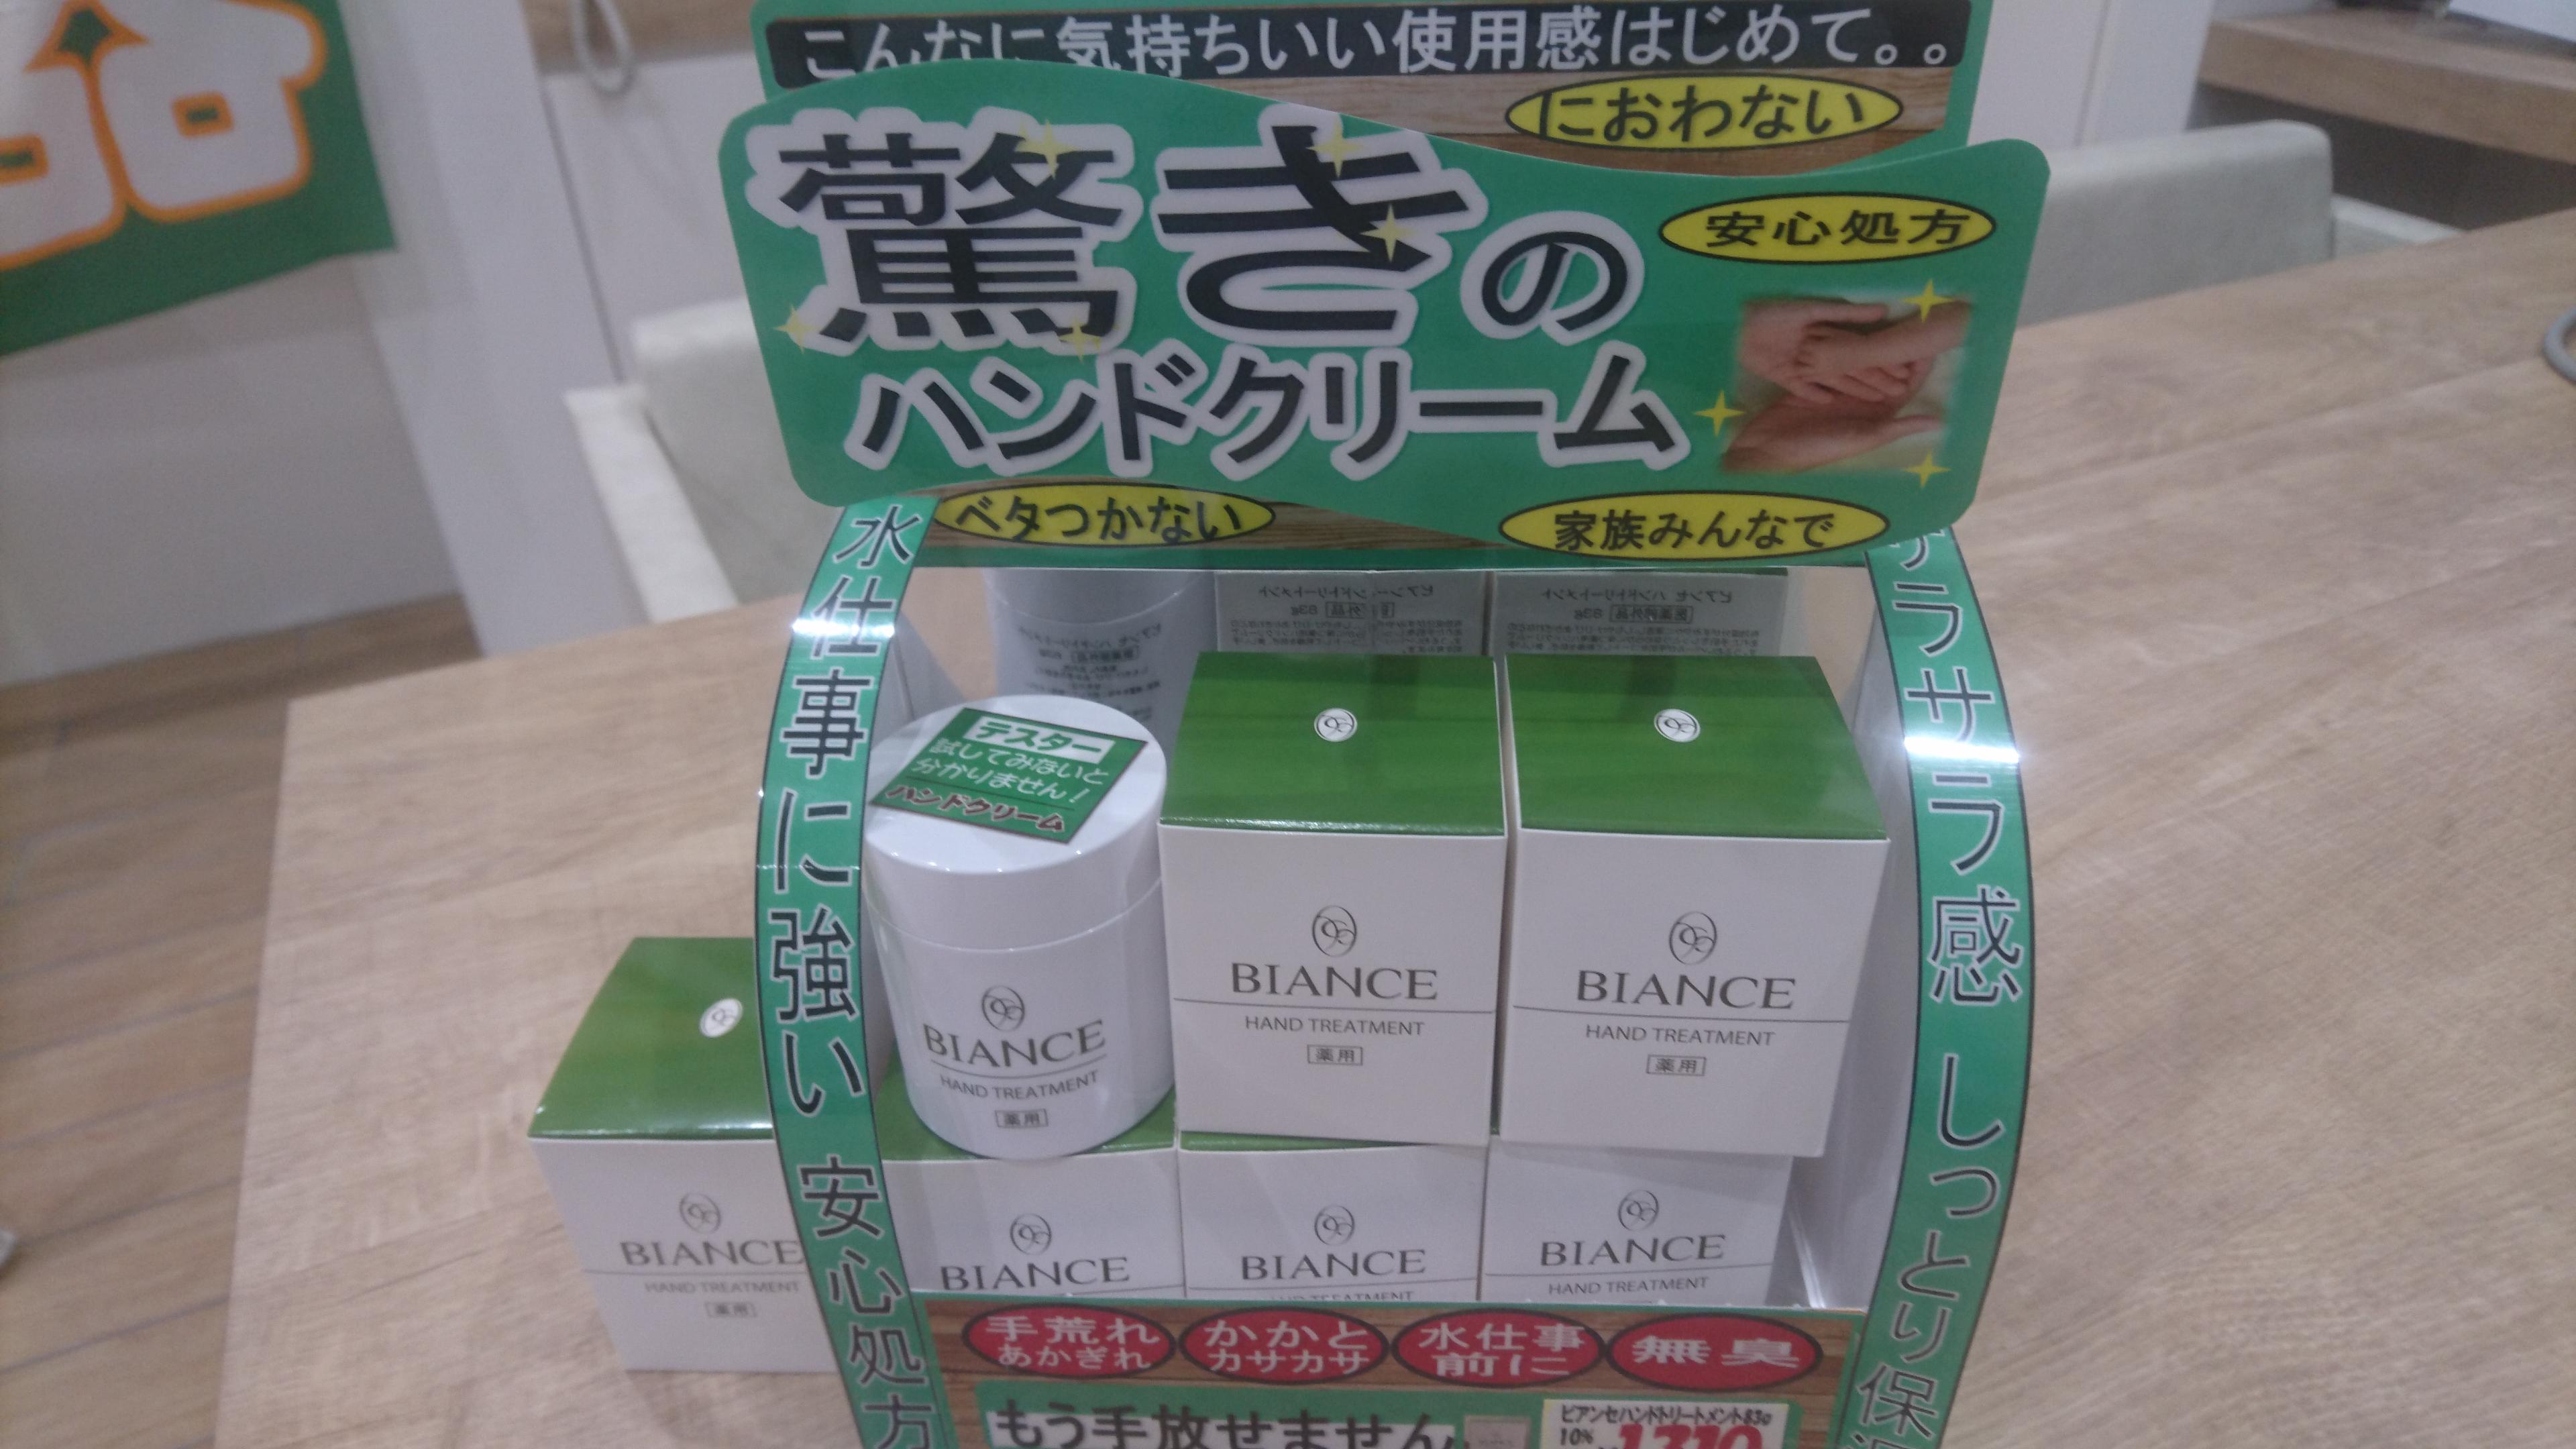 こんなに気持ちいい使用感はじめて。。
におわない
驚きの
安心処方
ハンドクリーム
ベタつかない
家族みんなで
水仕事に強い 安心処方
サラサラ感 しっとり保湿
テスター
試してみないと
分かりません!
ハンドクリーム
BIANCE
HAND TREATMENT
薬用
BIANCE
HAND TREATMENT
薬用
BIANCE
HAND TREATMENT
薬用
BIANCE
HAND TREATMENT
薬用
BIANCE
BIANCE
HAND TREATMENT
BIANCE
HAND TREATMENT
手荒れ
あかぎれ
かかと
カサカサ
水仕事
前に
無臭
もう手放せません
ビアンセハンドトリートメント83g
10%
1310